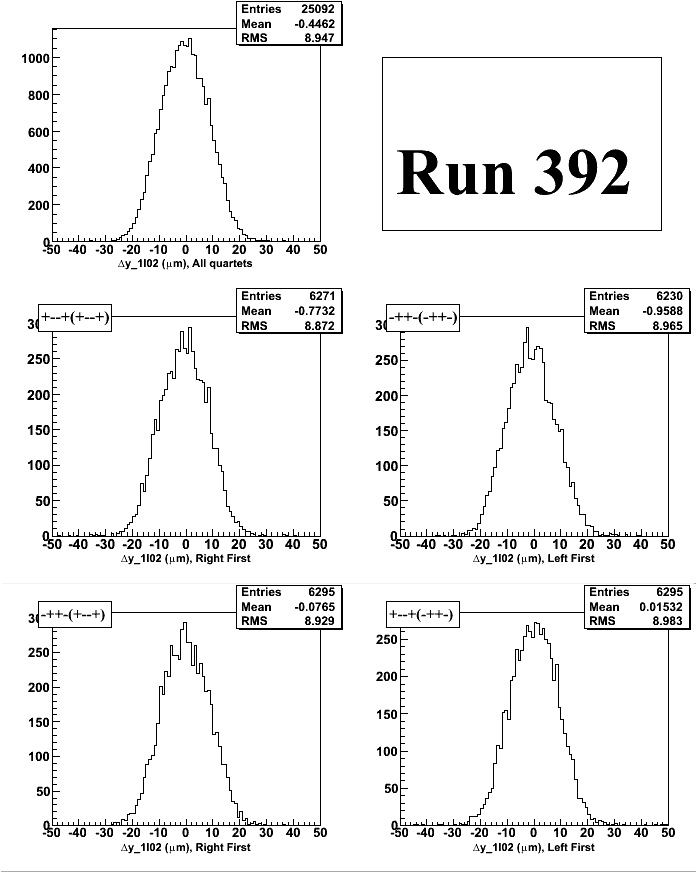 Entries 25092
Mean -0.4462
RMS 8.947
1000
800
600
400
200
0
-50 -40 -30 -20 -10 0 10 20 30 40 50
Δy_1I02 (μm), All quartets
Run 392
+--+(+--+)
Entries 6271
Mean -0.7732
RMS 8.872
250
200
150
100
50
0
-50 -40 -30 -20 -10 0 10 20 30 40 50
Δy_1I02 (μm), Right First
-++-(-++-)
Entries 6230
Mean -0.9588
RMS 8.965
250
200
150
100
50
0
-50 -40 -30 -20 -10 0 10 20 30 40 50
Δy_1I02 (μm), Left First
-++-(+--+)
Entries 6295
Mean -0.0765
RMS 8.929
250
200
150
100
50
0
-50 -40 -30 -20 -10 0 10 20 30 40 50
Δy_1I02 (μm), Right First
+--+(-++-)
Entries 6295
Mean 0.01532
RMS 8.983
250
200
150
100
50
0
-50 -40 -30 -20 -10 0 10 20 30 40 50
Δy_1I02 (μm), Left First